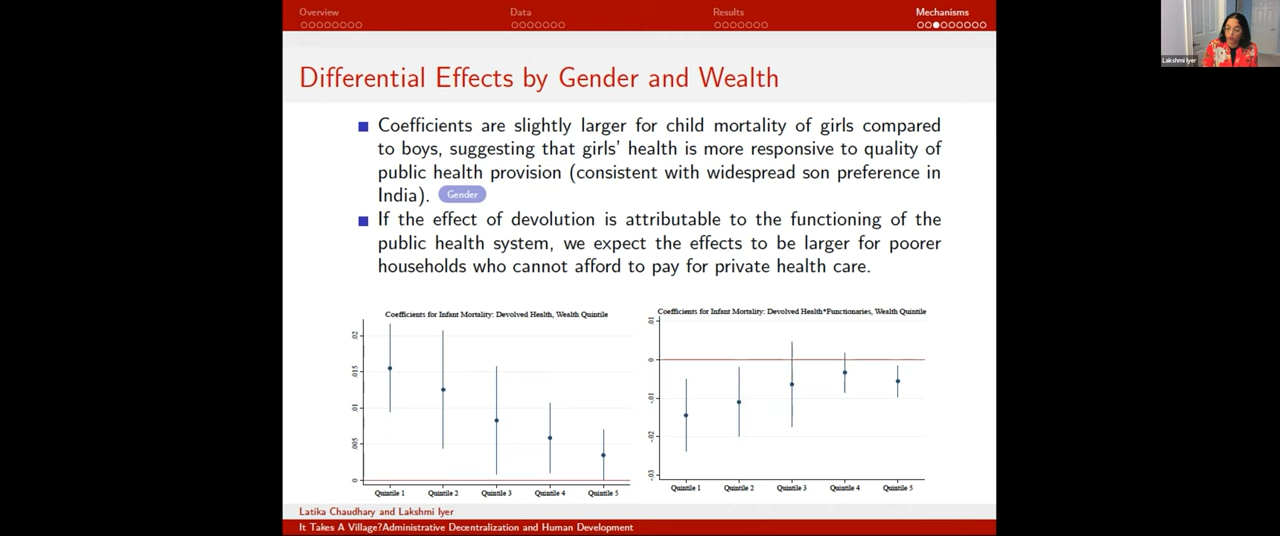 Overview Data Results Mechanisms
Lakshmi Iyer
Differential Effects by Gender and Wealth
Coefficients are slightly larger for child mortality of girls compared
to boys, suggesting that girls' health is more responsive to quality of
public health provision (consistent with widespread son preference in
India). Gender
If the effect of devolution is attributable to the functioning of the
public health system, we expect the effects to be larger for poorer
households who cannot afford to pay for private health care.
Coefficients for Infant Mortality: Devolved Health, Wealth Quintile
.02
.015
.01
.005
0
Quintile 1 Quintile 2 Quintile 3 Quintile 4 Quintile 5
Coefficients for Infant Mortality: Devolved Health*Functionaries, Wealth Quintile
.01
0
-.01
-.02
-.03
Quintile 1 Quintile 2 Quintile 3 Quintile 4 Quintile 5
Latika Chaudhary and Lakshmi Iyer
It Takes A Village?Administrative Decentralization and Human Development